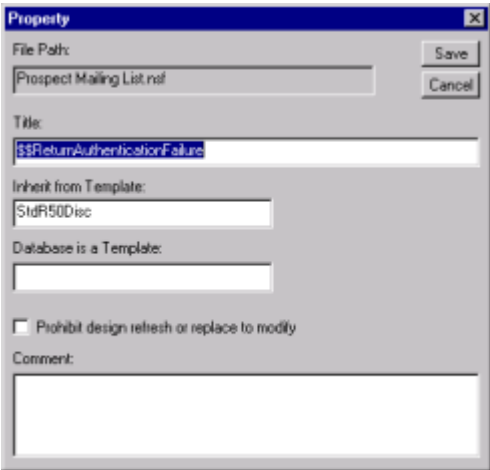 Property
File Path:
Save
Prospect Mailing List.nsf
Cancel
Title:
$$ReturnAuthenticationFailure
Inherit from Template:
StdR50Disc
Database is a Template:
Prohibit design refresh or replace to modify
Comment: